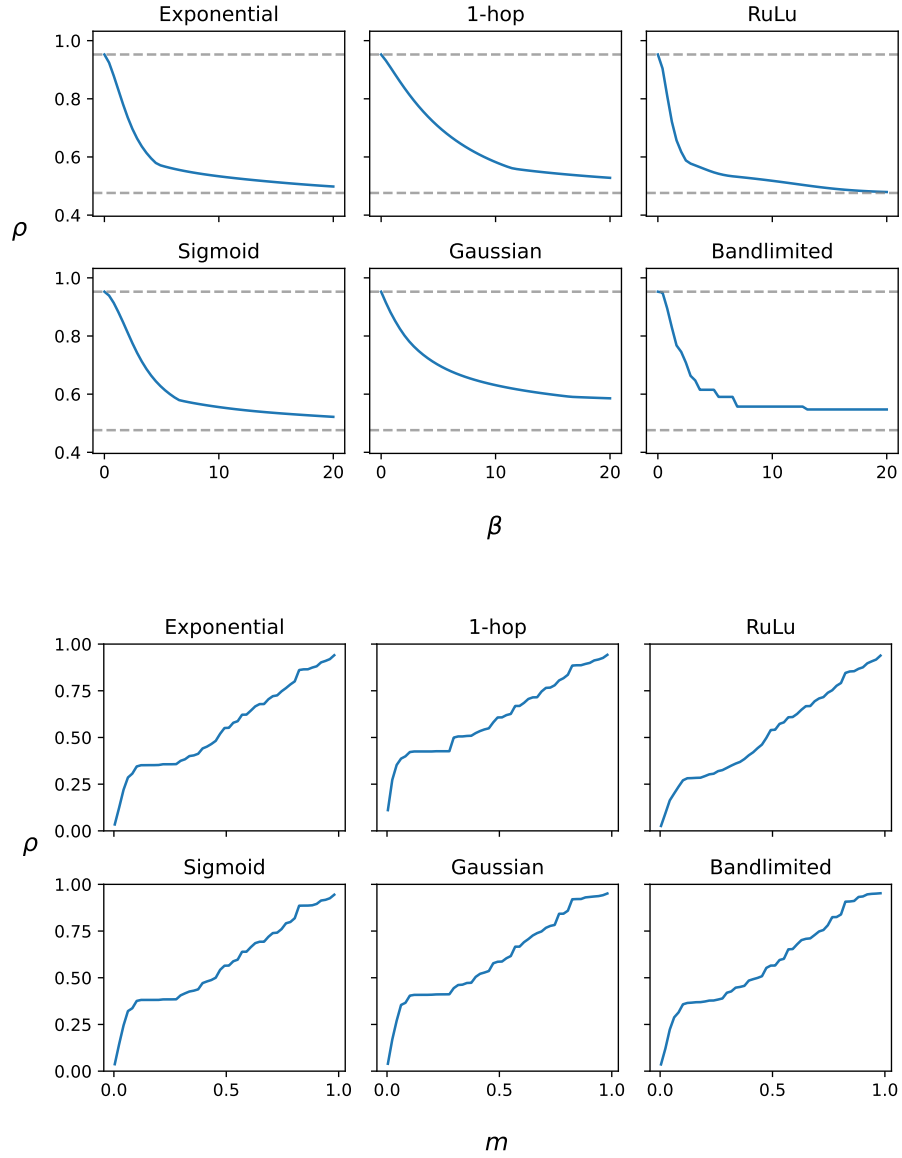 Exponential 1-hop RuLu
1.0
0.8
0.6
0.4
ρ
Sigmoid Gaussian Bandlimited
1.0
0.8
0.6
0.4
0 10 20 0 10 20 0 10 20
β
Exponential 1-hop RuLu
1.00
0.75
0.50
0.25
0.00
ρ
Sigmoid Gaussian Bandlimited
1.00
0.75
0.50
0.25
0.00
0.0 0.5 1.0 0.0 0.5 1.0 0.0 0.5 1.0
m